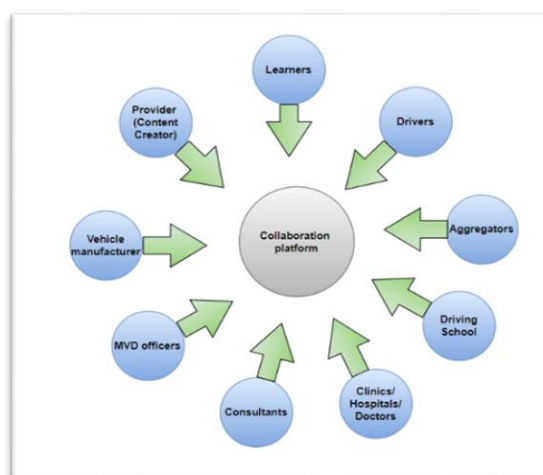 Learners
Provider
(Content
Creator)
Drivers
Vehicle
manufacturer
Collaboration
platform
Aggregators
MVD officers
Driving
School
Consultants
Clinics/
Hospitals/
Doctors